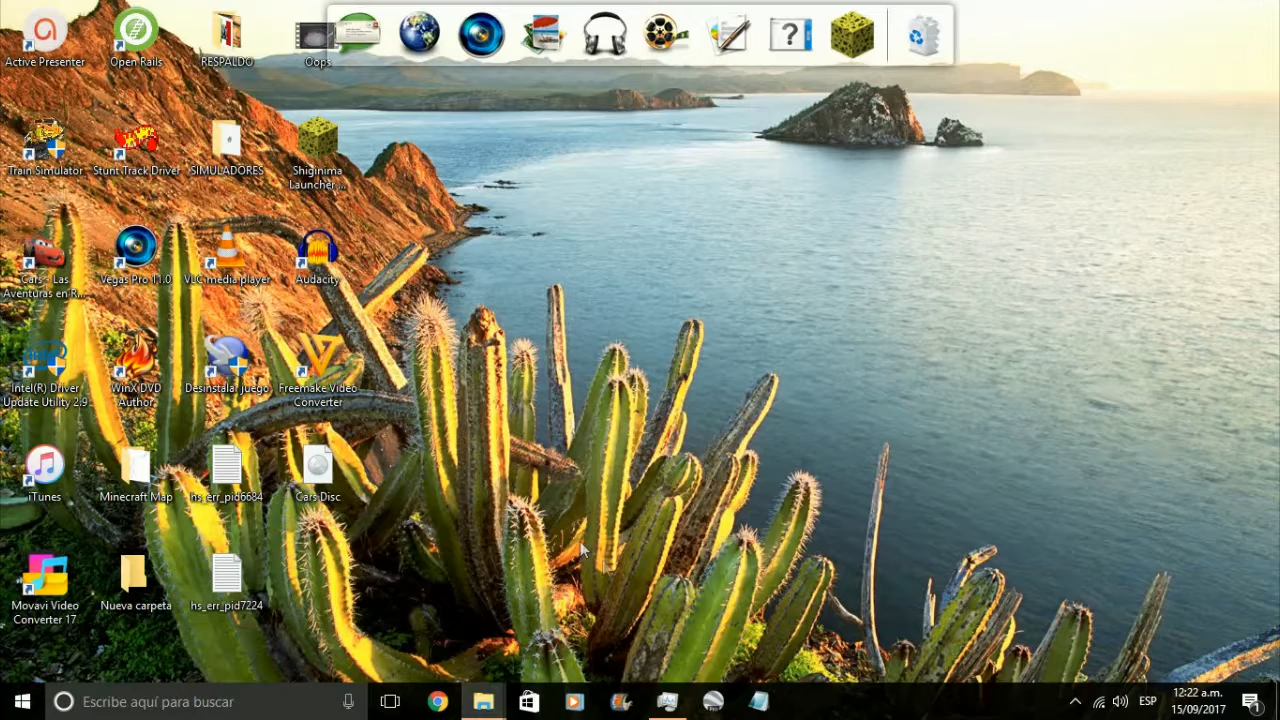 Active Presenter
Open Rails
RESPALDO
Oops
Train Simulator
Stunt Track Driver
SIMULADORES
Shiginima
Launcher ...
Cars - Las
Aventuras en R...
Vegas Pro 11.0
VLC media player
Audacity
Intel(R) Driver
Update Utility 2.9
WinX DVD
Author
Desinstalar juego
Freemake Video
Converter
iTunes
Minecraft Map
hs_err_pid6684
Cars Disc
Movavi Video
Converter 17
Nueva carpeta
hs_err_pid7224
Escribe aquí para buscar
ESP
12:22 a.m.
15/09/2017
1